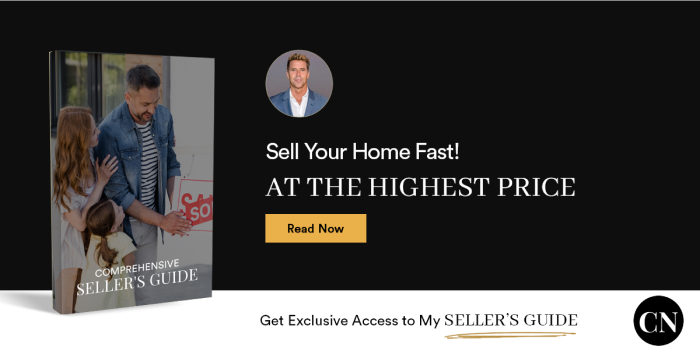 Sell Your Home Fast!
AT THE HIGHEST PRICE
Read Now
SO
COMPREHENSIVE
SELLER'S GUIDE
Get Exclusive Access to My SELLER'S GUIDE
CN